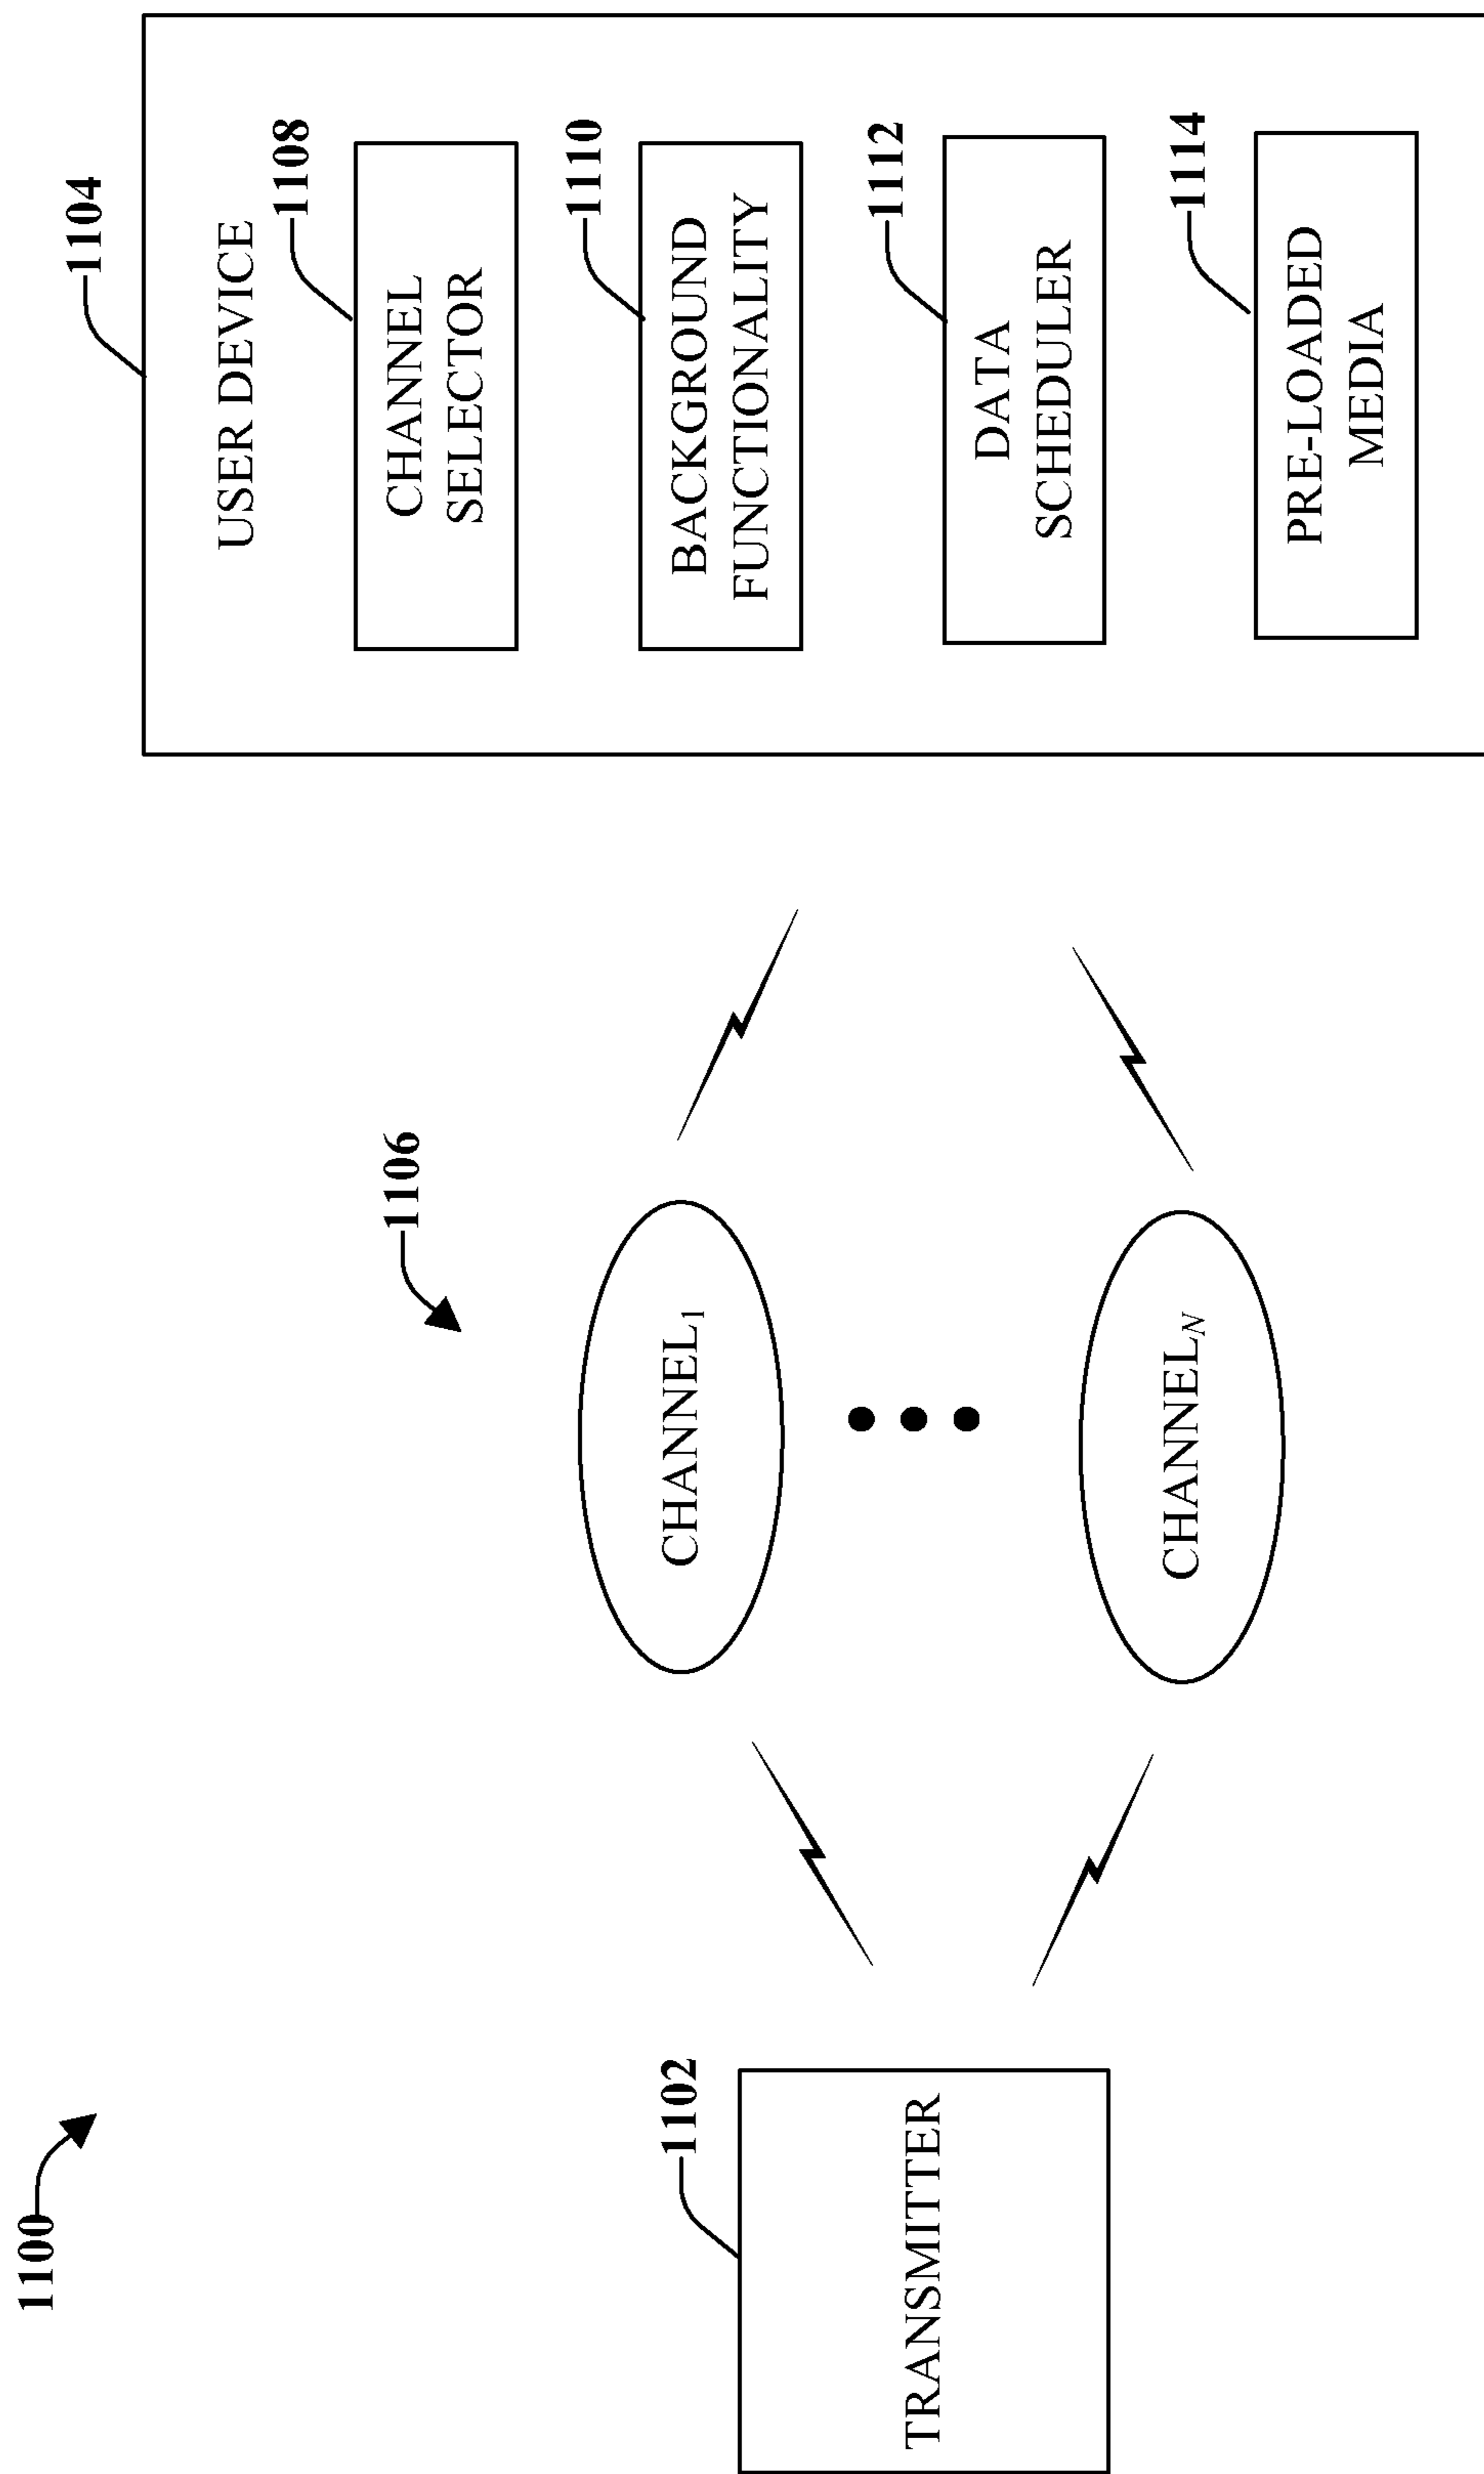 1100
1102
TRANSMITTER
1106
CHANNEL1
CHANNELN
1104
USER DEVICE
1108
CHANNEL
SELECTOR
1110
BACKGROUND
FUNCTIONALITY
1112
DATA
SCHEDULER
1114
PRE-LOADED
MEDIA